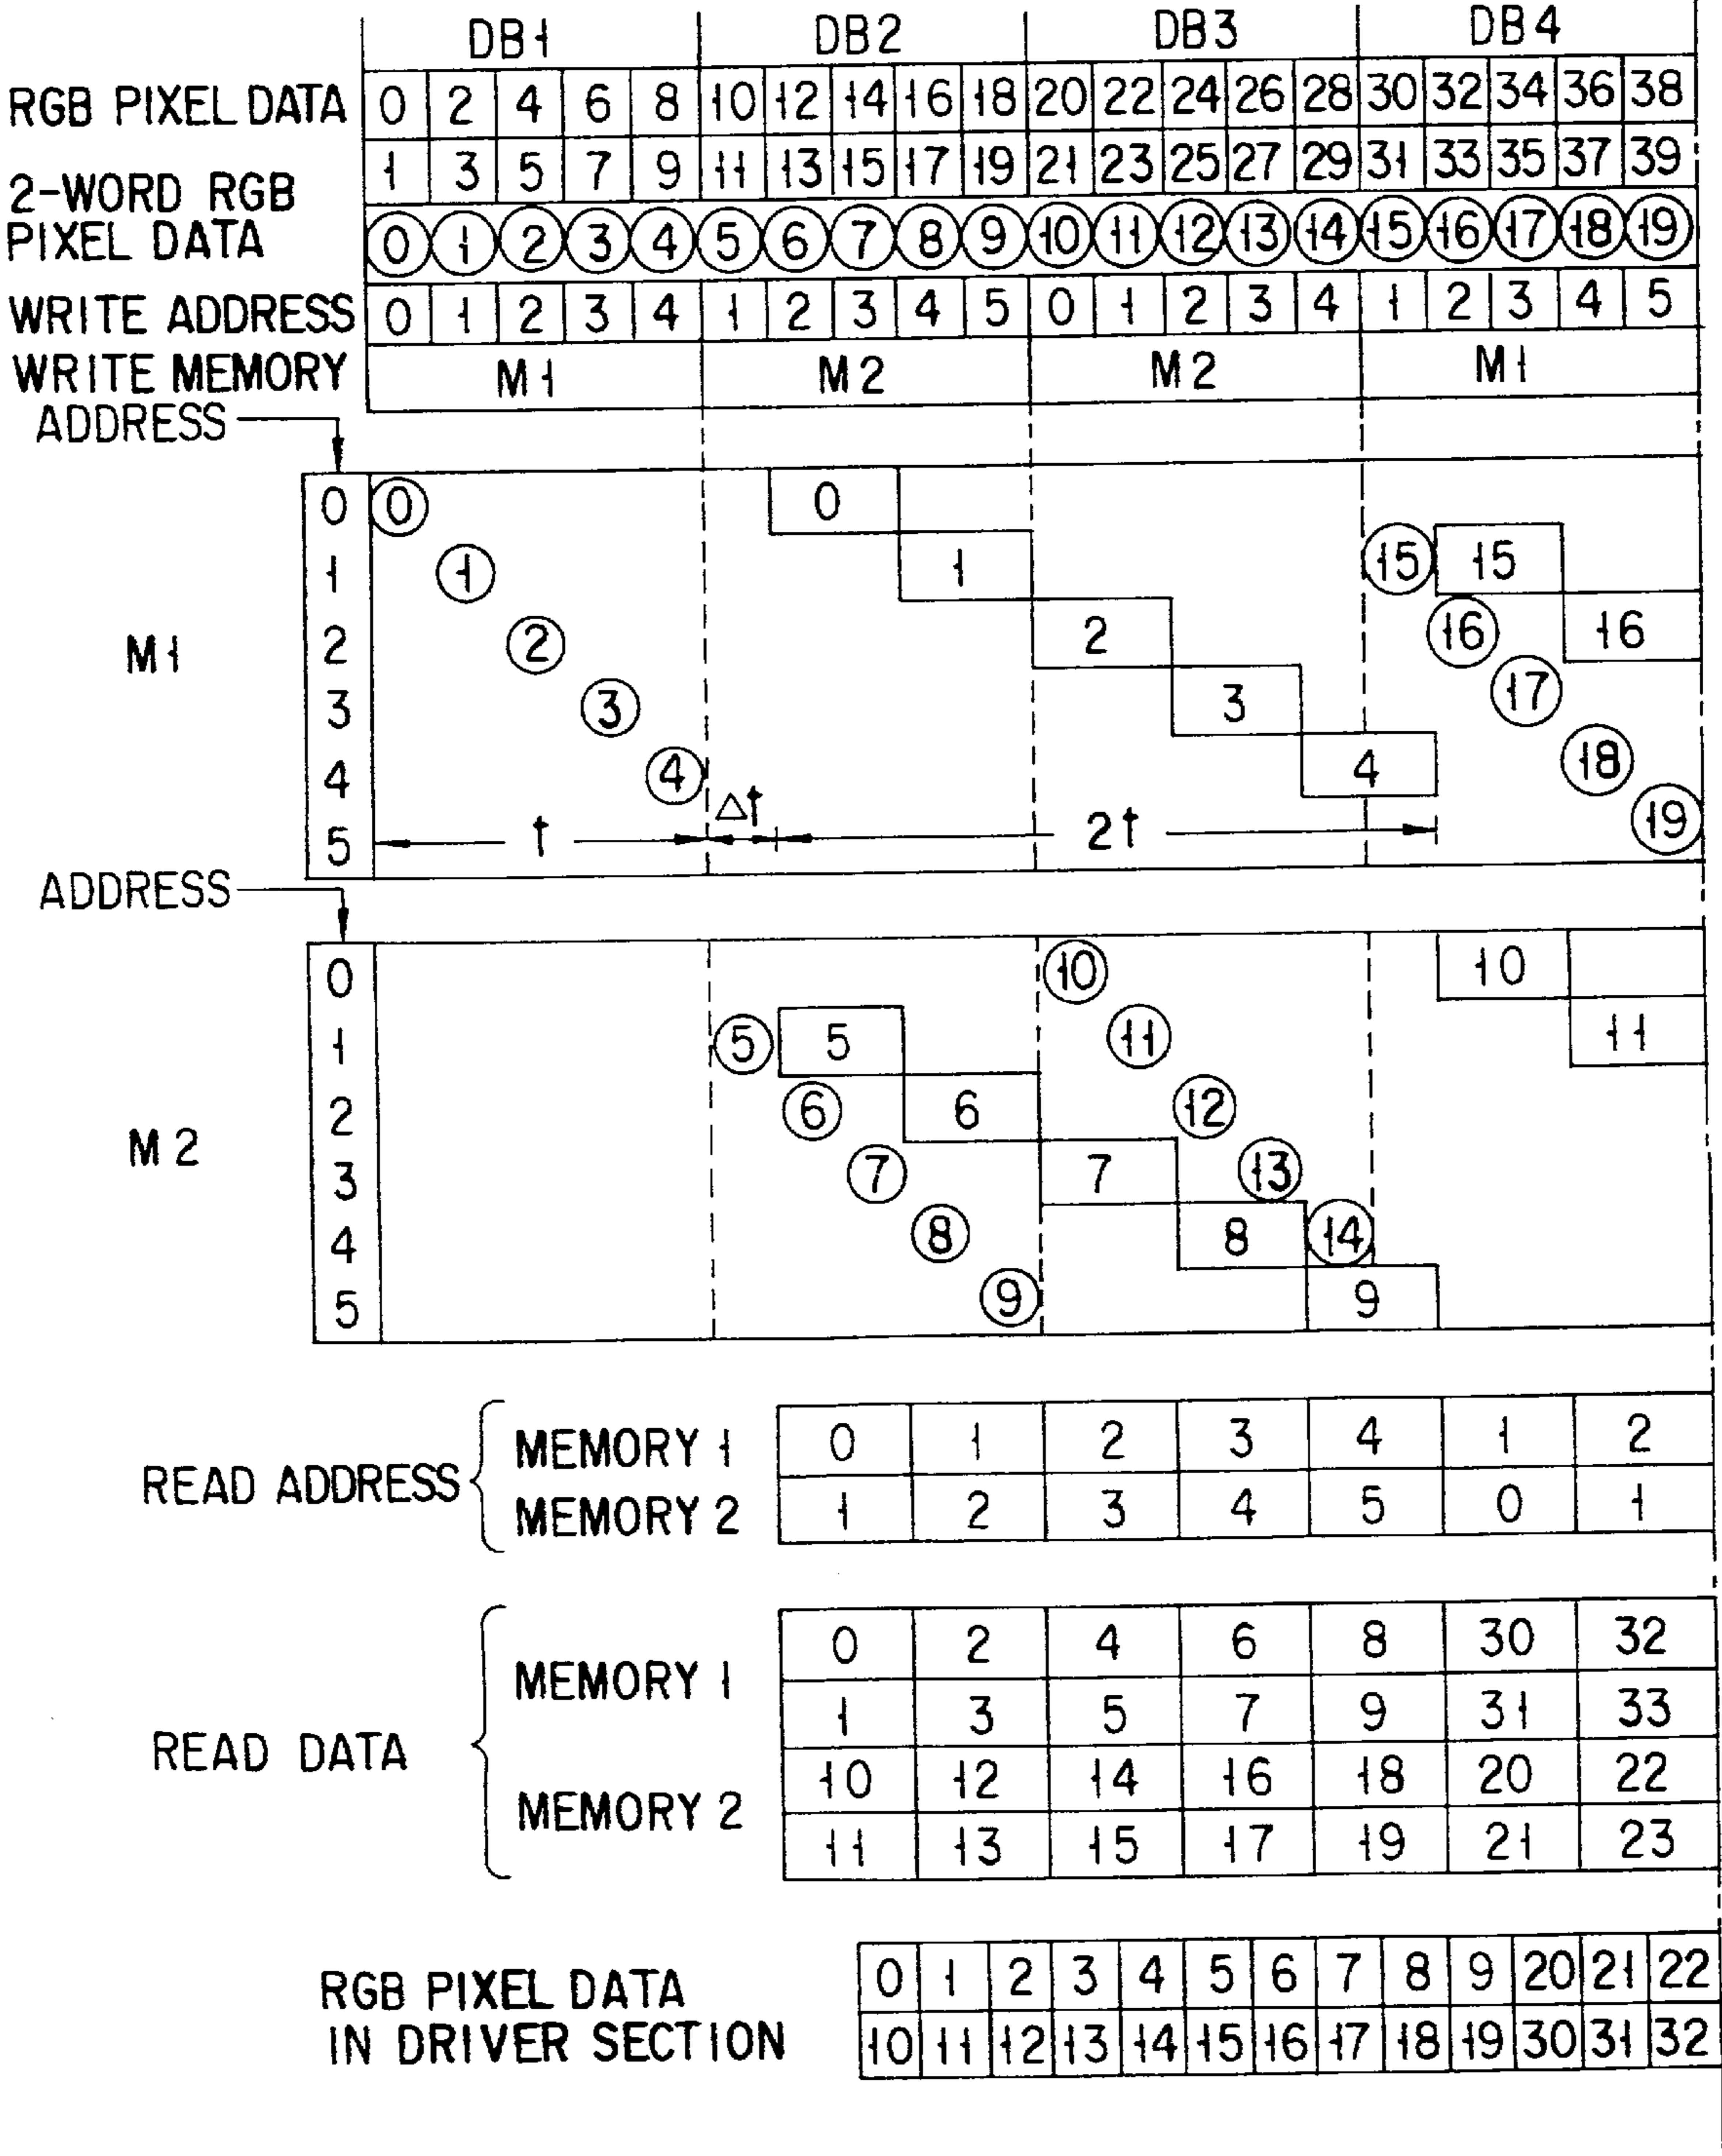 DB1 DB2 DB3 DB4
RGB PIXEL DATA 0 2 4 6 8 10 12 14 16 18 20 22 24 26 28 30 32 34 36 38
1 3 5 7 9 11 13 15 17 19 21 23 25 27 29 31 33 35 37 39
2-WORD RGB
PIXEL DATA 0 1 2 3 4 5 6 7 8 9 10 11 12 13 14 15 16 17 18 19
WRITE ADDRESS 0 1 2 3 4 1 2 3 4 5 0 1 2 3 4 1 2 3 4 5
WRITE MEMORY M1 M2 M2 M1
ADDRESS
0 0 0
1 1 1 15 15
M1 2 2 2 16 16
3 3 3 17
4 4 4 18
5 t Δt 2t 19
ADDRESS
0 10 10
1 5 5 11 11
2 6 6 12
M2
3 7 7 13
4 8 8 14
5 9 9
READ ADDRESS
MEMORY 1 0 1 2 3 4 1 2
MEMORY 2 1 2 3 4 5 0 1
READ DATA
MEMORY 1
0 2 4 6 8 30 32
1 3 5 7 9 31 33
MEMORY 2
10 12 14 16 18 20 22
11 13 15 17 19 21 23
RGB PIXEL DATA
IN DRIVER SECTION
0 1 2 3 4 5 6 7 8 9 20 21 22
10 11 12 13 14 15 16 17 18 19 30 31 32